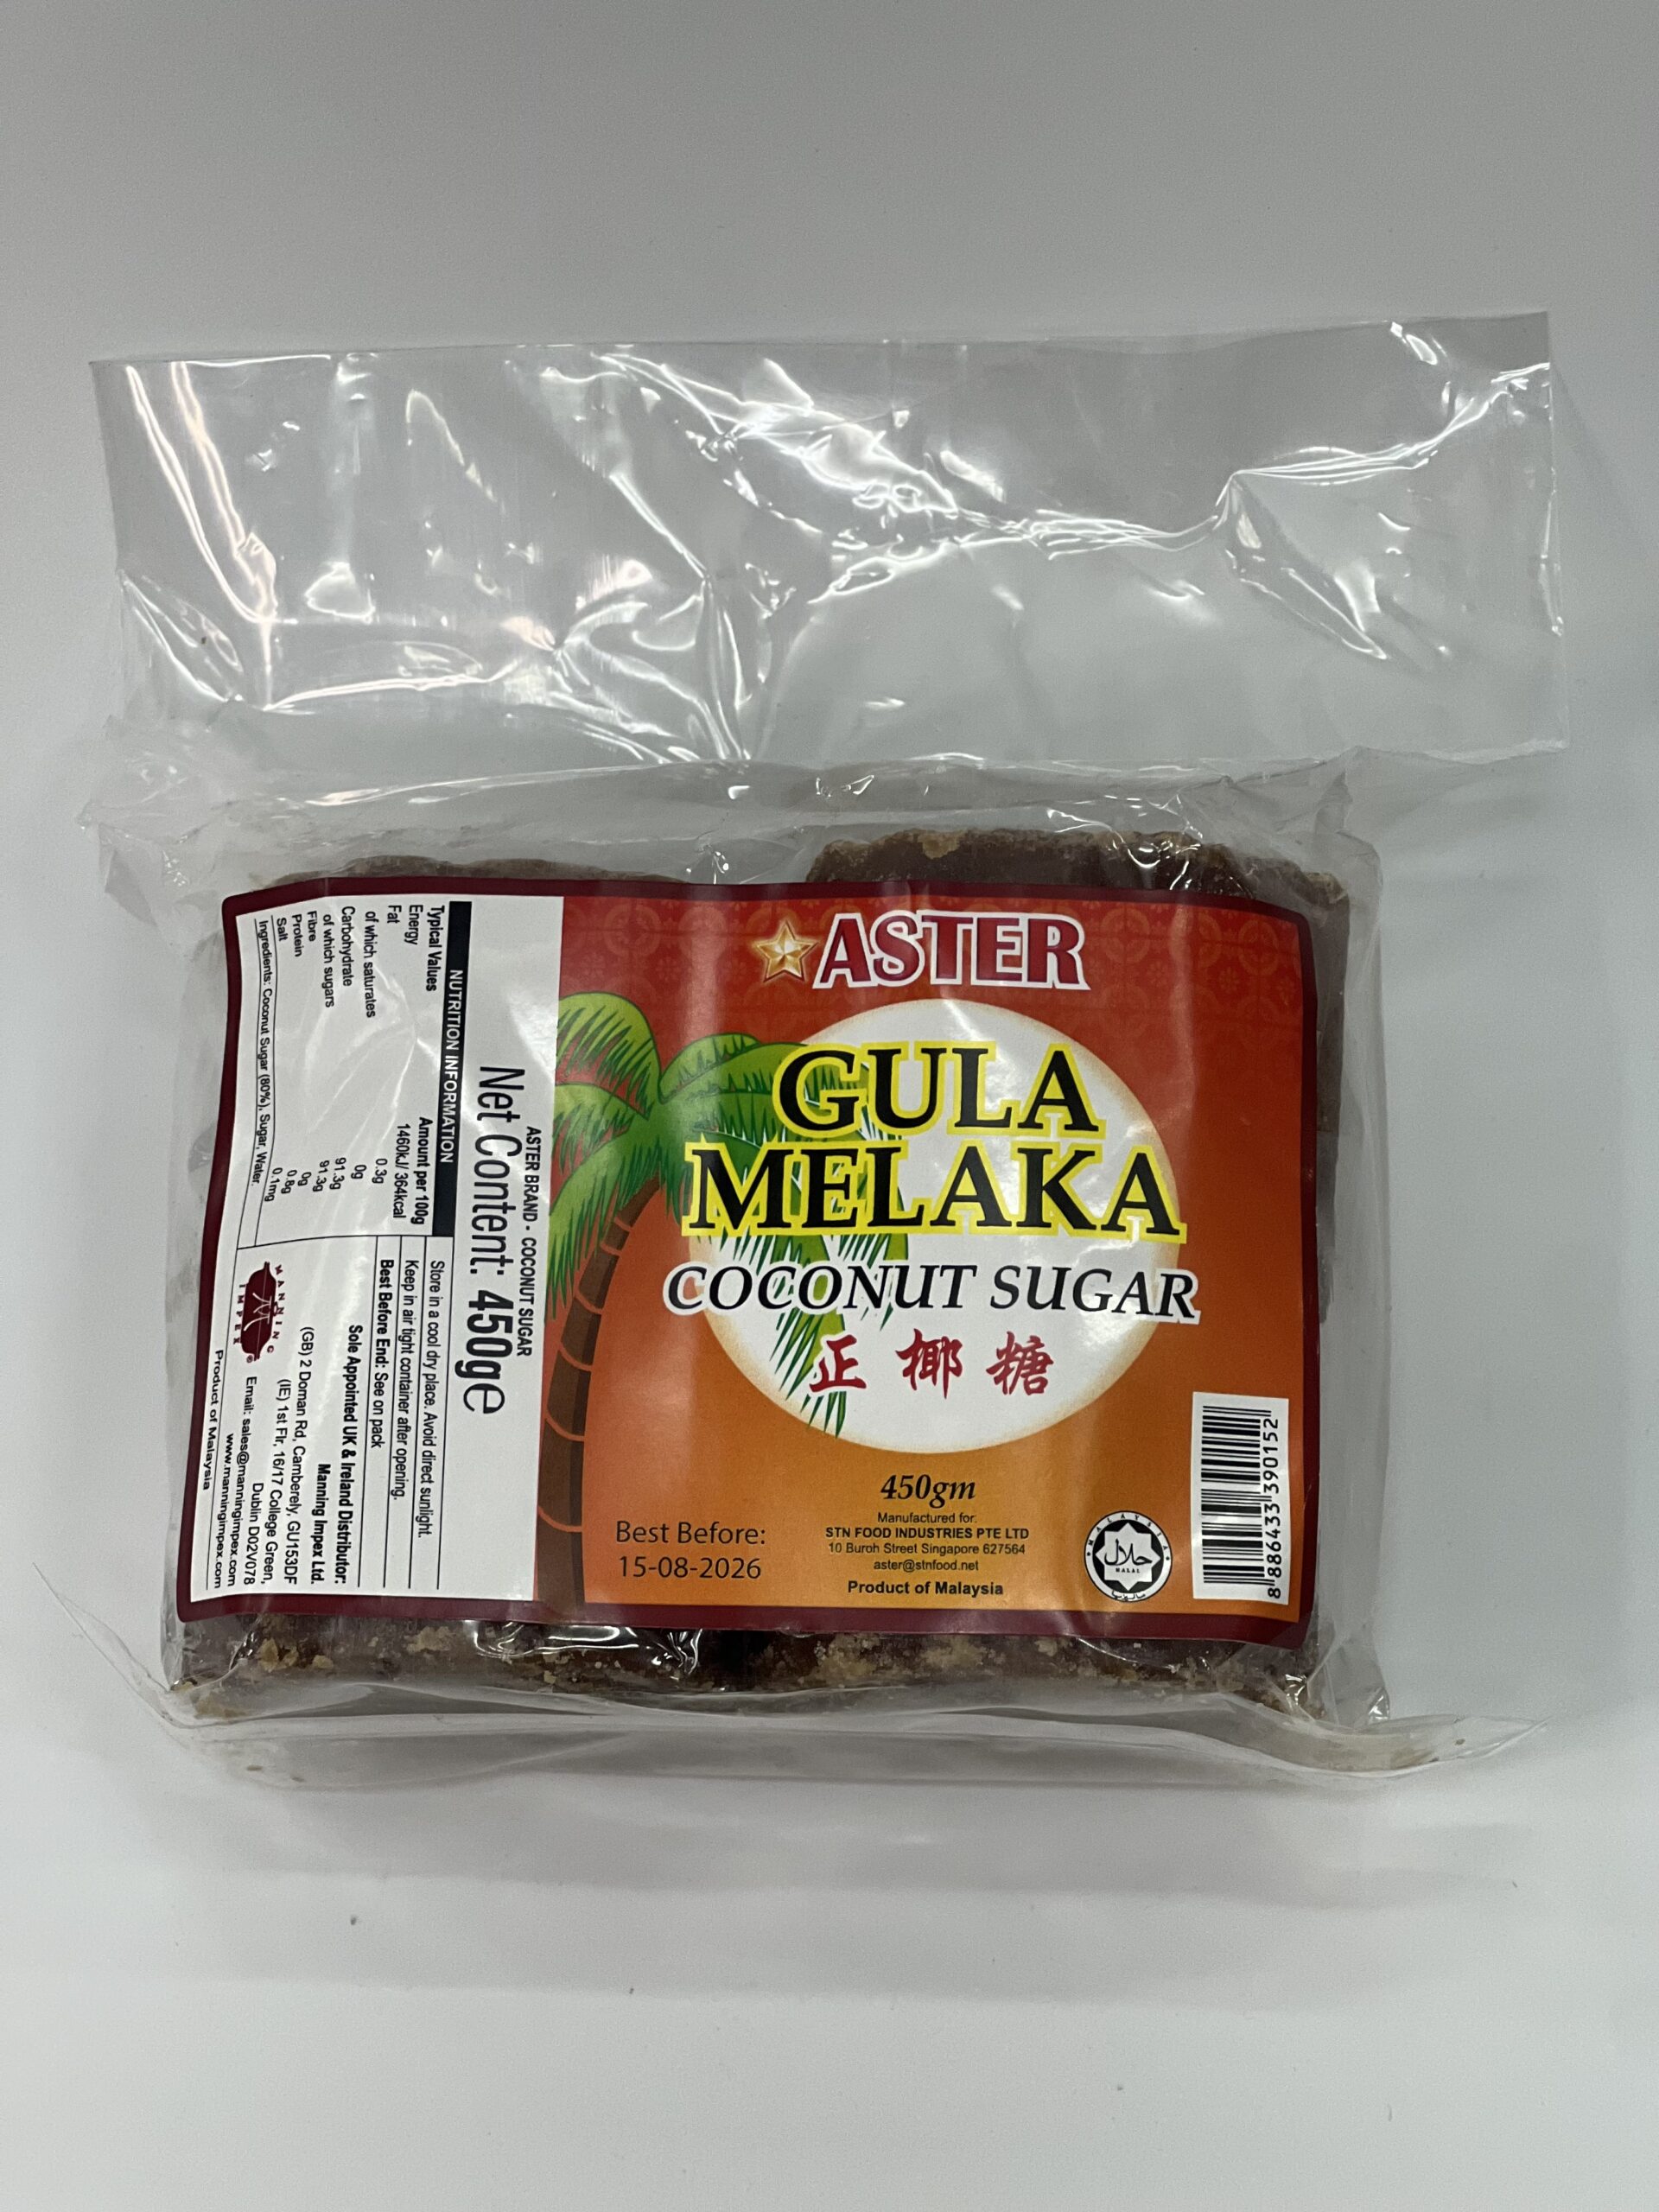 ASTER
GULA
MELAKA
COCONUT SUGAR
正椰糖
450gm
Manufactured for:
STN FOOD INDUSTRIES PTE LTD
10 Buroh Street Singapore 627564
aster@stnfood.net
Product of Malaysia
Best Before:
15-08-2026
MALAYSIA
حلال
HALAL
ماليزيا
8 886433 390152
ASTER BRAND - COCONUT SUGAR
Net Content: 450g℮
NUTRITION INFORMATION
Typical Values Amount per 100g
Energy 1460kJ/ 364kcal
Fat 0.3g
of which saturates 0g
Carbohydrate 91.3g
of which sugars 91.3g
Fibre 0g
Protein 0.8g
Salt 0.1mg
Ingredients: Coconut Sugar (80%), Sugar, Water.
Store in a cool dry place. Avoid direct sunlight.
Keep in air tight container after opening.
Best Before End: See on pack
Sole Appointed UK & Ireland Distributor:
Manning Impex Ltd.
(GB) 2 Doman Rd, Camberely, GU153DF
(IE) 1st Flr, 16/17 College Green,
Dublin D02V078
Email: sales@manningimpex.com
www.manningimpex.com
MANNING
IMPEX
Product of Malaysia